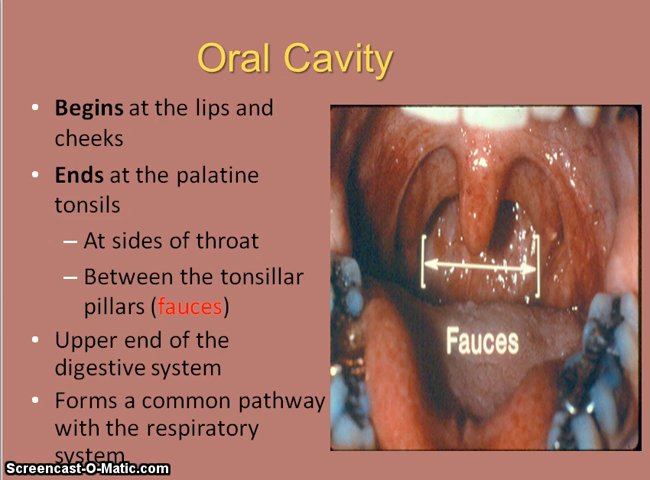 Oral Cavity
• Begins at the lips and
cheeks
• Ends at the palatine
tonsils
– At sides of throat
– Between the tonsillar
pillars (fauces)
• Upper end of the
digestive system
• Forms a common pathway
with the respiratory
system
Fauces
Screencast-O-Matic.com